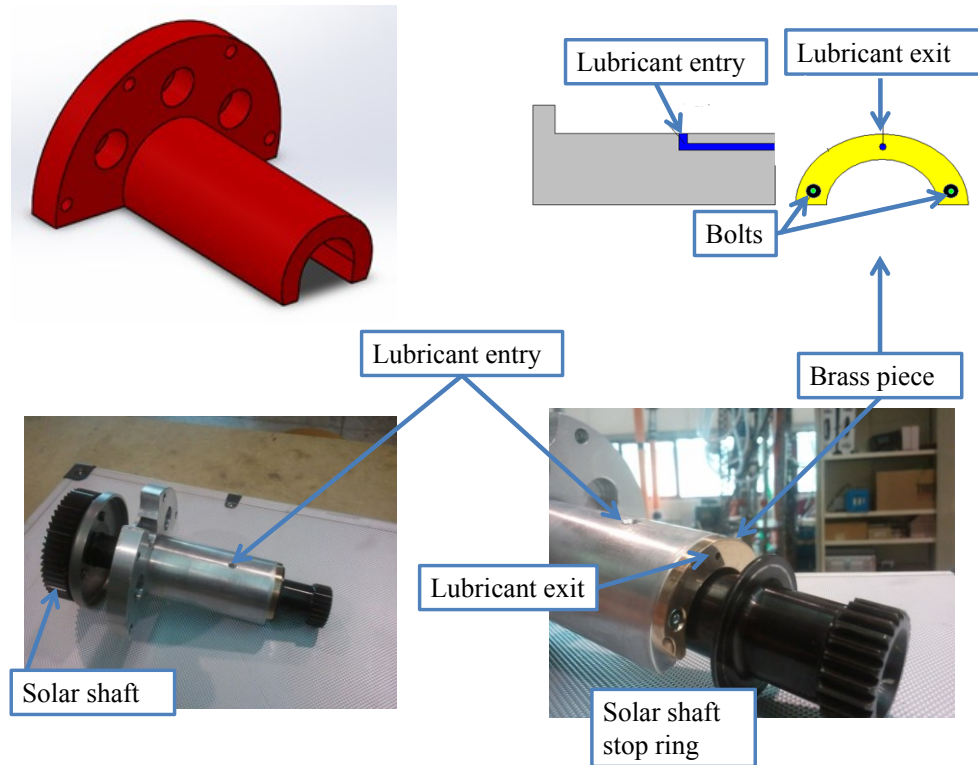 Lubricant entry
Lubricant exit
Bolts
Lubricant entry
Brass piece
Lubricant exit
Solar shaft
Solar shaft
stop ring